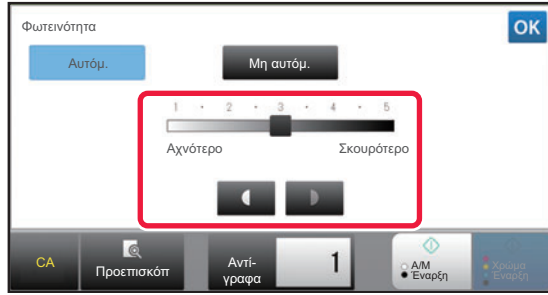 Φωτεινότητα
OK
Αυτόμ.
Μη αυτόμ.
1 · 2 · 3 · 4 · 5
Αχνότερο Σκουρότερο
CA
Προεπισκόπ
Αντί-
γραφα
1
Α/Μ
Έναρξη
Χρώμα
Έναρξη